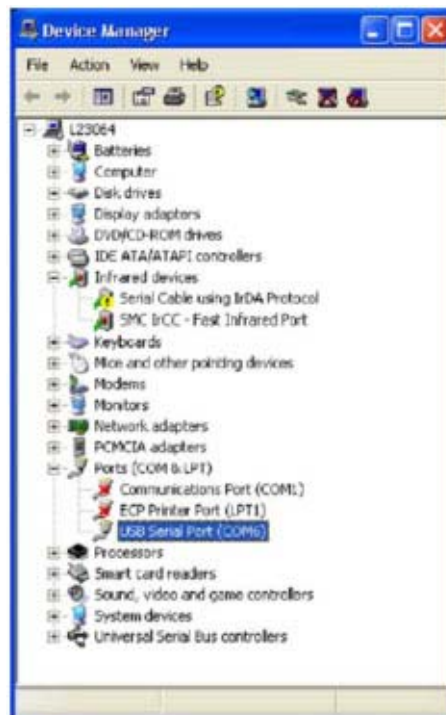 Device Manager
File Action View Help
L23064
Batteries
Computer
Disk drives
Display adapters
DVD/CD-ROM drives
IDE ATA/ATAPI controllers
Infrared devices
Serial Cable using IrDA Protocol
SMC IrCC - Fast Infrared Port
Keyboards
Mice and other pointing devices
Modems
Monitors
Network adapters
PCMCIA adapters
Ports (COM & LPT)
Communications Port (COM1)
ECP Printer Port (LPT1)
USB Serial Port (COM6)
Processors
Smart card readers
Sound, video and game controllers
System devices
Universal Serial Bus controllers